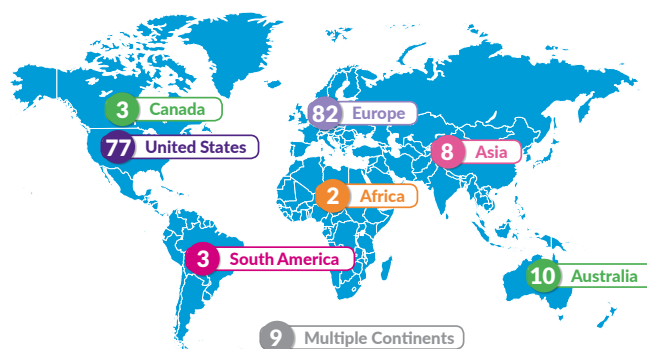 3 Canada
82 Europe
77 United States
8 Asia
2 Africa
3 South America
10 Australia
9 Multiple Continents